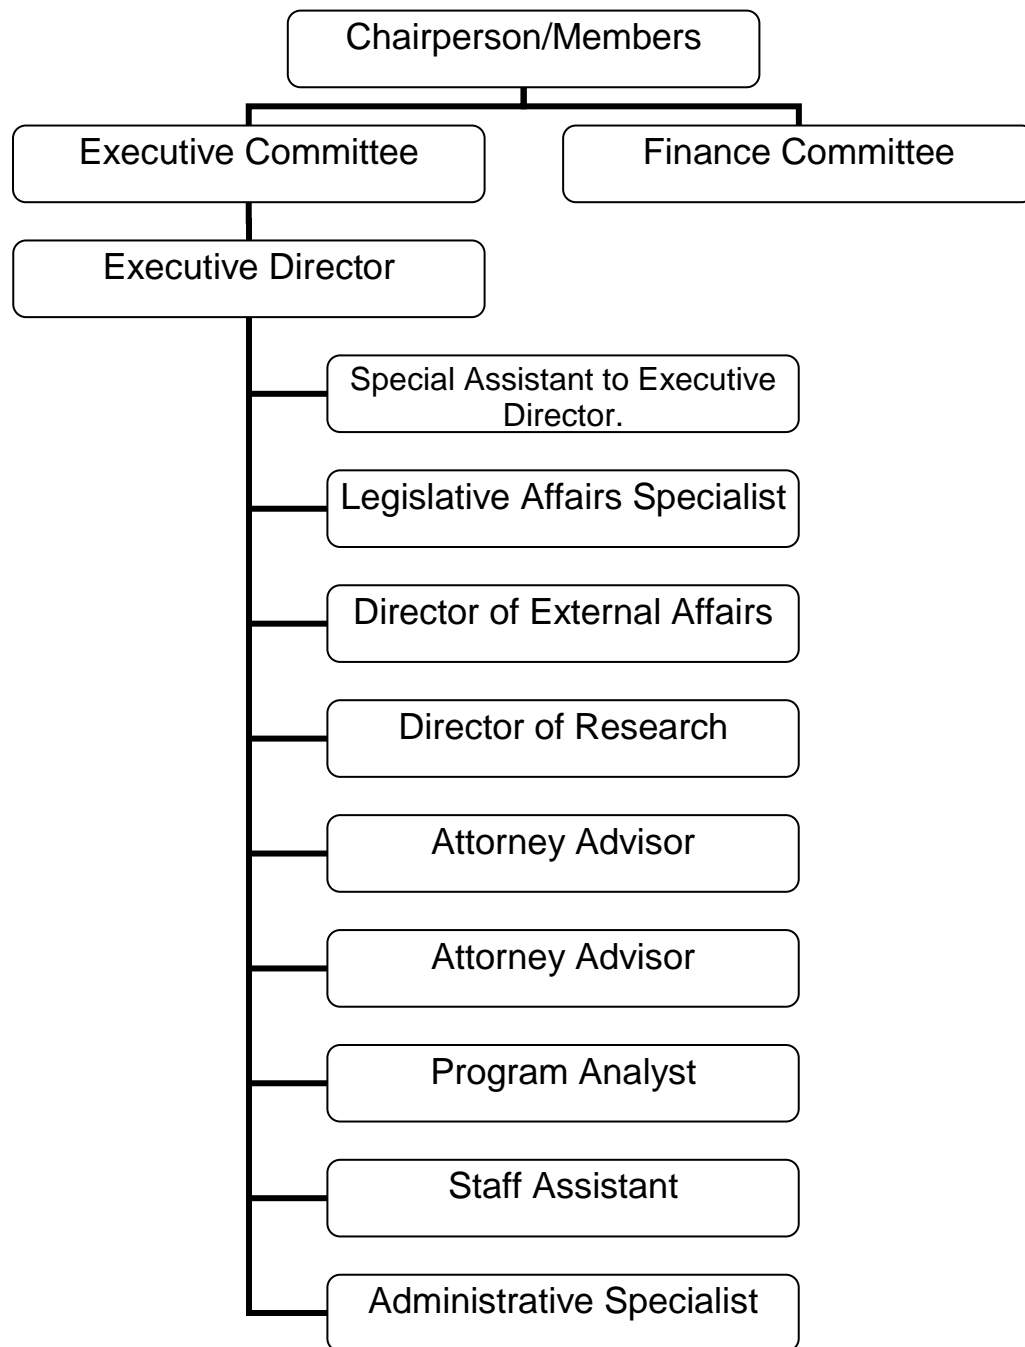 Chairperson/Members
Executive Committee
Finance Committee
Executive Director
Special Assistant to Executive
Director.
Legislative Affairs Specialist
Director of External Affairs
Director of Research
Attorney Advisor
Attorney Advisor
Program Analyst
Staff Assistant
Administrative Specialist